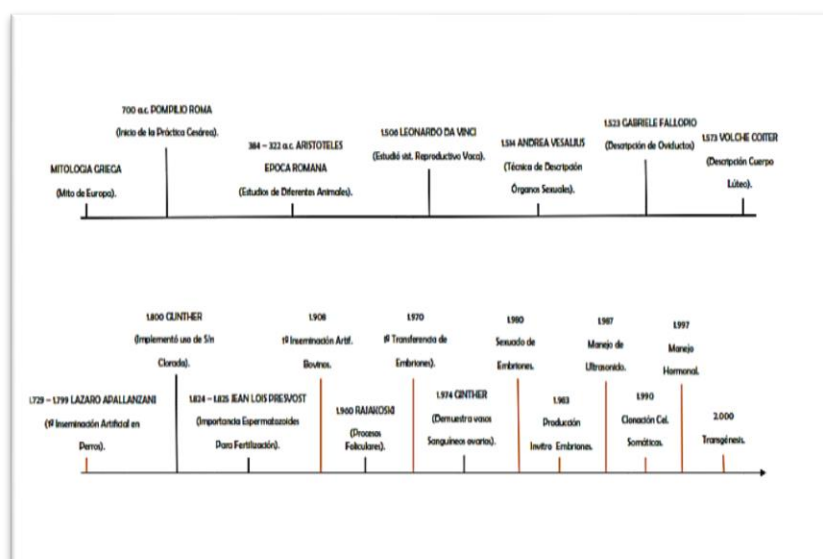 MITOLOGIA GRIEGA
(Mito de Europa).
700 a.c. POMPILIO ROMA
(Inicio de la Práctica Cesárea).
384 – 322 a.c. ARISTOTELES
EPOCA ROMANA
(Estudios de Diferentes Animales).
1.508 LEONARDO DA VINCI
(Estudió sist. Reproductivo Vaca).
1.514 ANDREA VESALIUS
(Técnica de Descripción
Órganos Sexuales).
1.523 GABRIELE FALLOPIO
(Descripción de Oviductos)
1.573 VOLCHE COITER
(Descripción Cuerpo
Lúteo).
1.729 – 1.799 LAZARO APALLANZANI
(1ª Inseminación Artificial en
Perros).
1.800 GUNTHER
(Implementó uso de Sln
Clorada).
1.824 – 1.825 JEAN LOIS PRESVOST
(Importancia Espermatozoides
Para Fertilización).
1.908
1ª Inseminación Artif.
Bovinos.
1.960 RAJAKOSKI
(Procesos
Foliculares).
1.970
1ª Transferencia de
Embriones).
1.974 GINTHER
(Demuestra vasos
Sanguíneos ovarios).
1.980
Sexuado de
Embriones.
1.983
Producción
Invitro Embriones.
1.987
Manejo de
Ultrasonido.
1.990
Clonación Cel.
Somáticas.
1.997
Manejo
Hormonal.
2.000
Transgénesis.